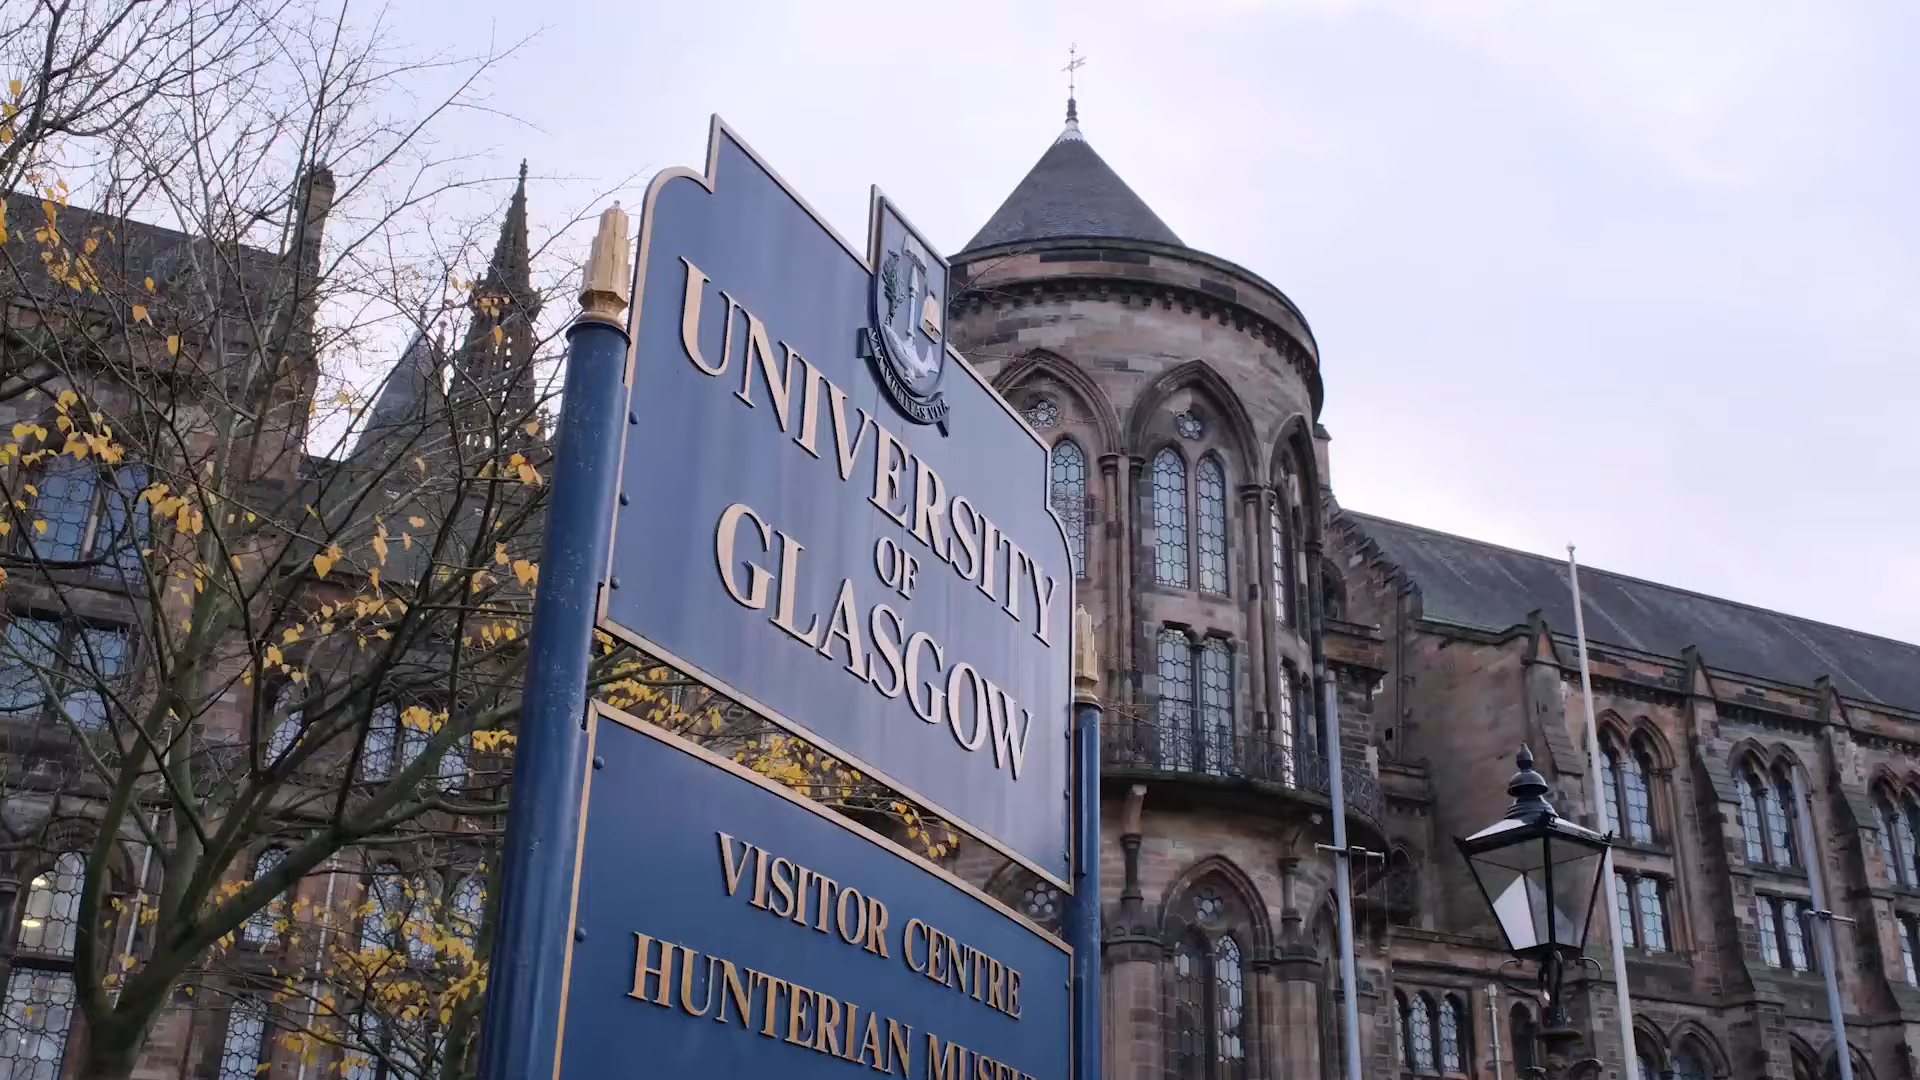 UNIVERSITY
OF
GLASGOW
VISITOR CENTRE
HUNTERIAN